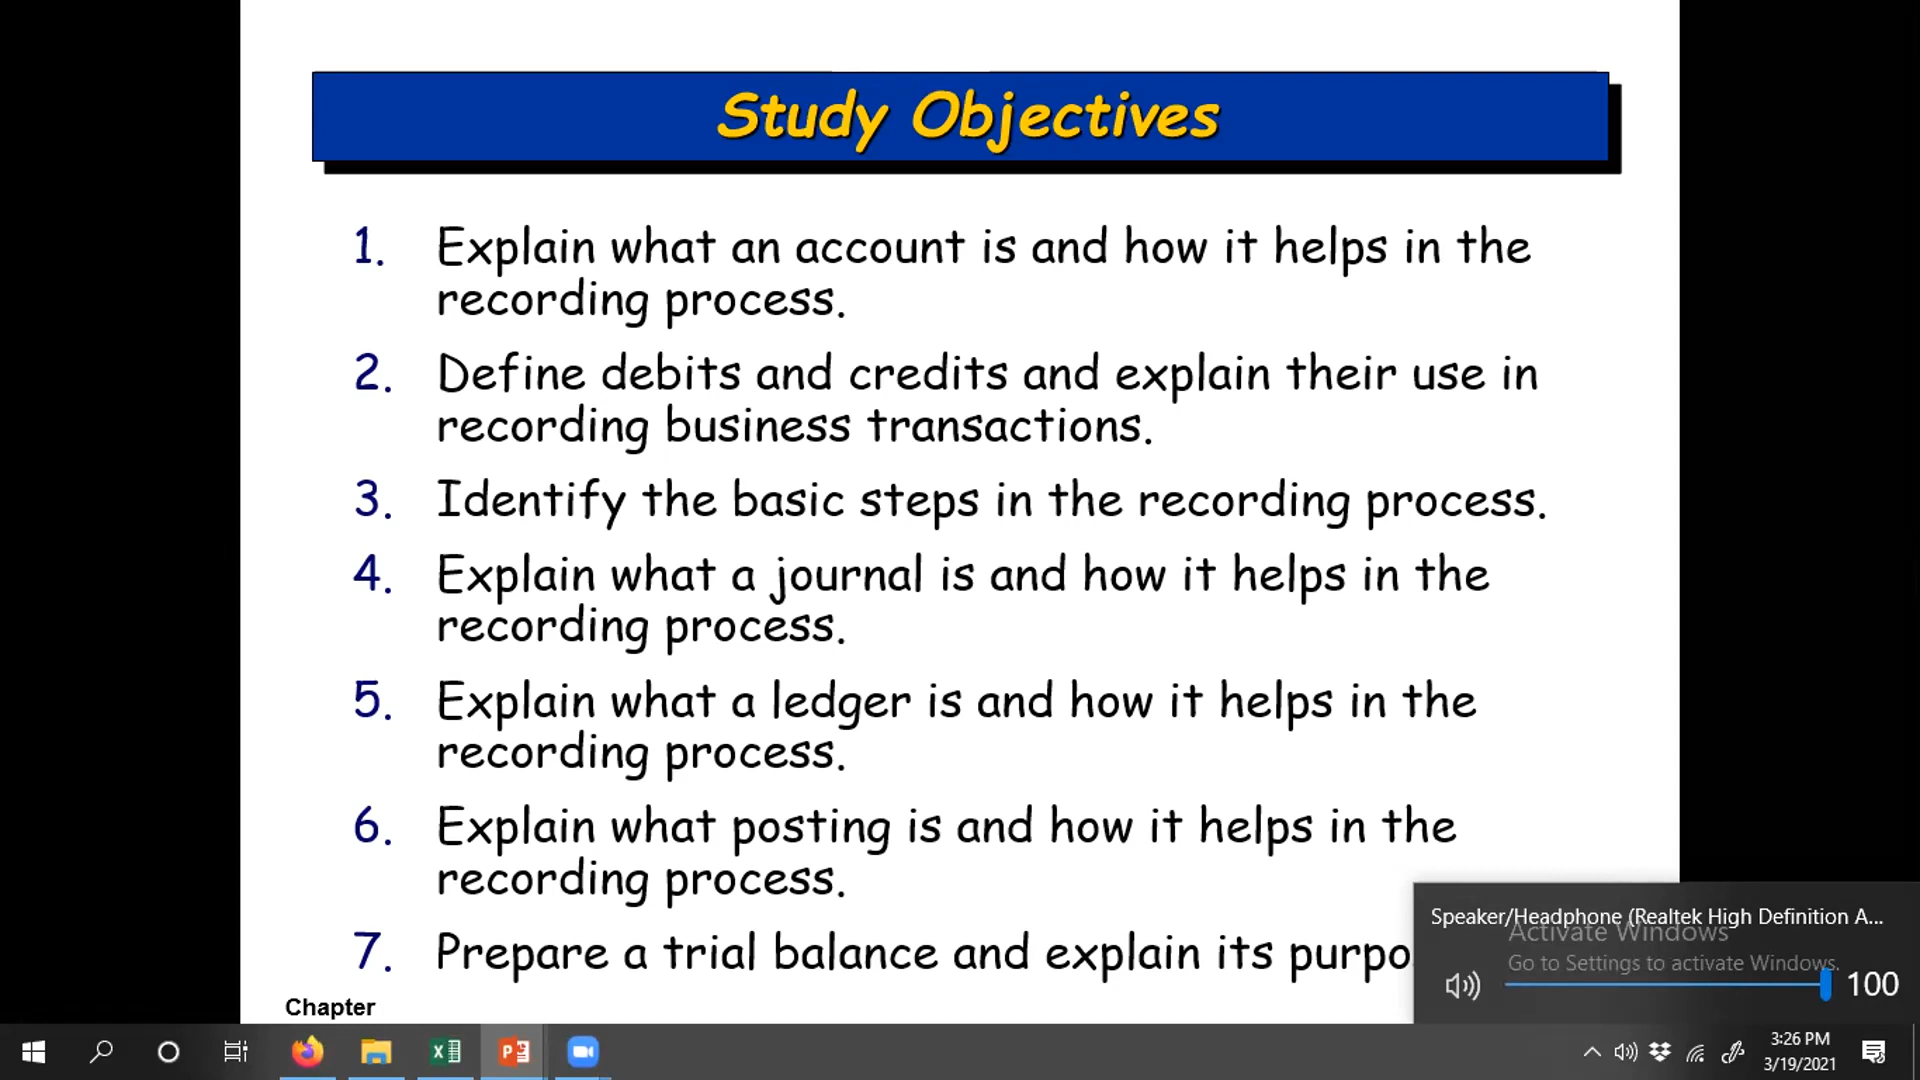 Study Objectives
1. Explain what an account is and how it helps in the
recording process.
2. Define debits and credits and explain their use in
recording business transactions.
3. Identify the basic steps in the recording process.
4. Explain what a journal is and how it helps in the
recording process.
5. Explain what a ledger is and how it helps in the
recording process.
6. Explain what posting is and how it helps in the
recording process.
7. Prepare a trial balance and explain its purpo
Chapter
Speaker/Headphone (Realtek High Definition A...
Activate Windows
Go to Settings to activate Windows.
100
3:26 PM
3/19/2021